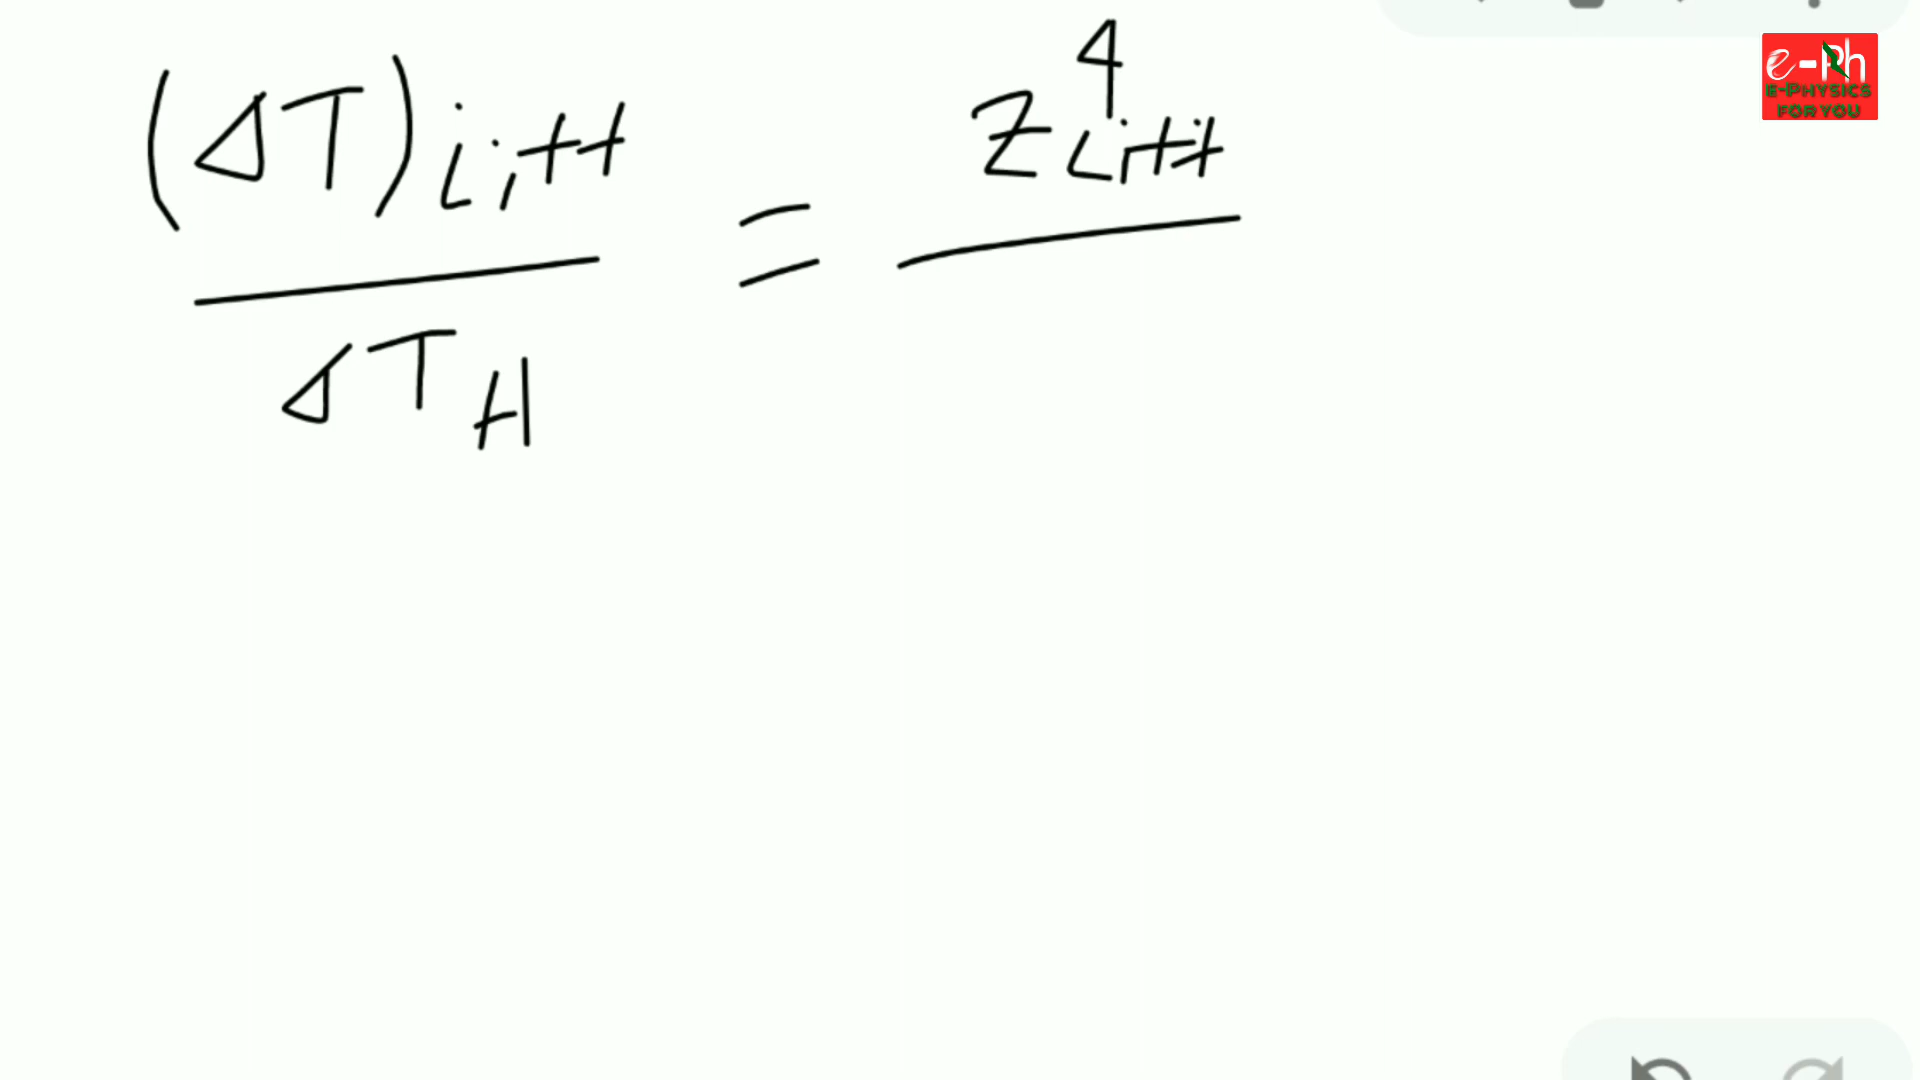 (ΔT)Li++ / ΔTH = Z⁴Li++ /
e-Ph
E-PHYSICS
FOR YOU